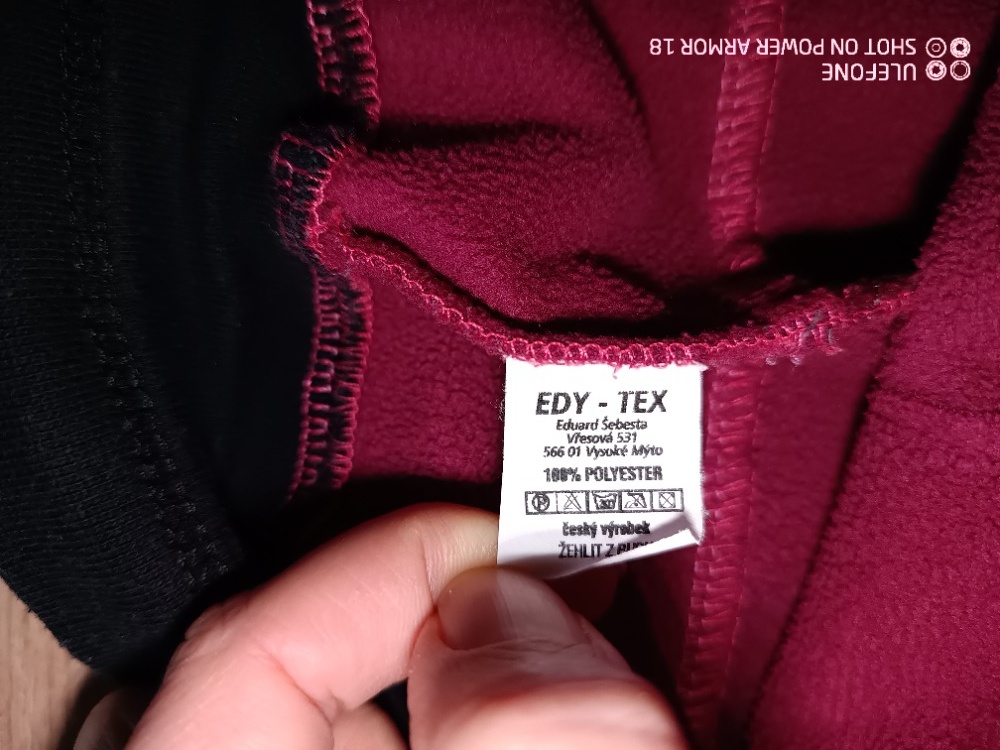 EDY - TEX
Eduard Šebesta
Vřesová 531
566 01 Vysoké Mýto
100% POLYESTER
český výrobek
ŽEHLIT Z
SHOT ON POWER ARMOR 18
ULEFONE